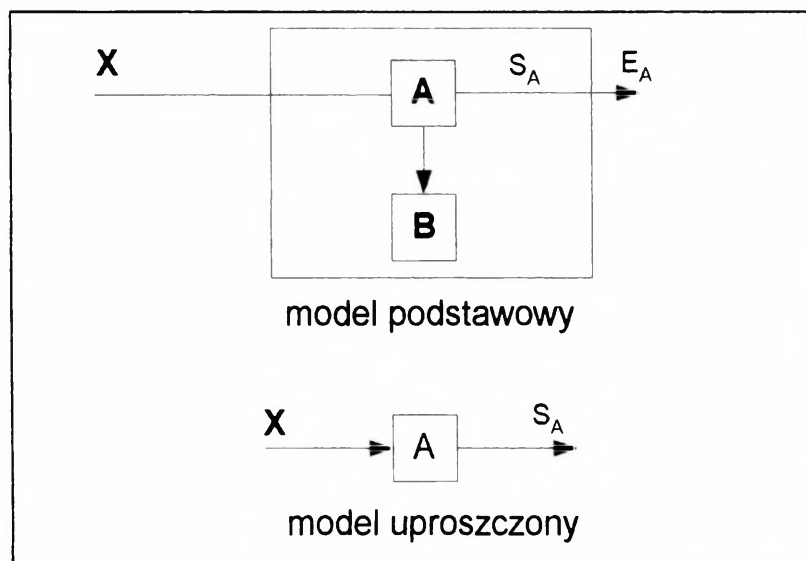 X A S_A E_A
B
model podstawowy
X A S_A
model uproszczony